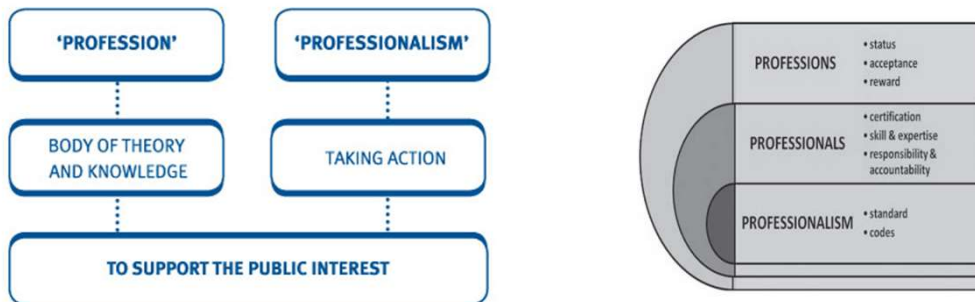 'PROFESSION'
'PROFESSIONALISM'
BODY OF THEORY
AND KNOWLEDGE
TAKING ACTION
TO SUPPORT THE PUBLIC INTEREST
PROFESSIONS
• status
• acceptance
• reward
PROFESSIONALS
• certification
• skill & expertise
• responsibility &
accountability
PROFESSIONALISM
• standard
• codes